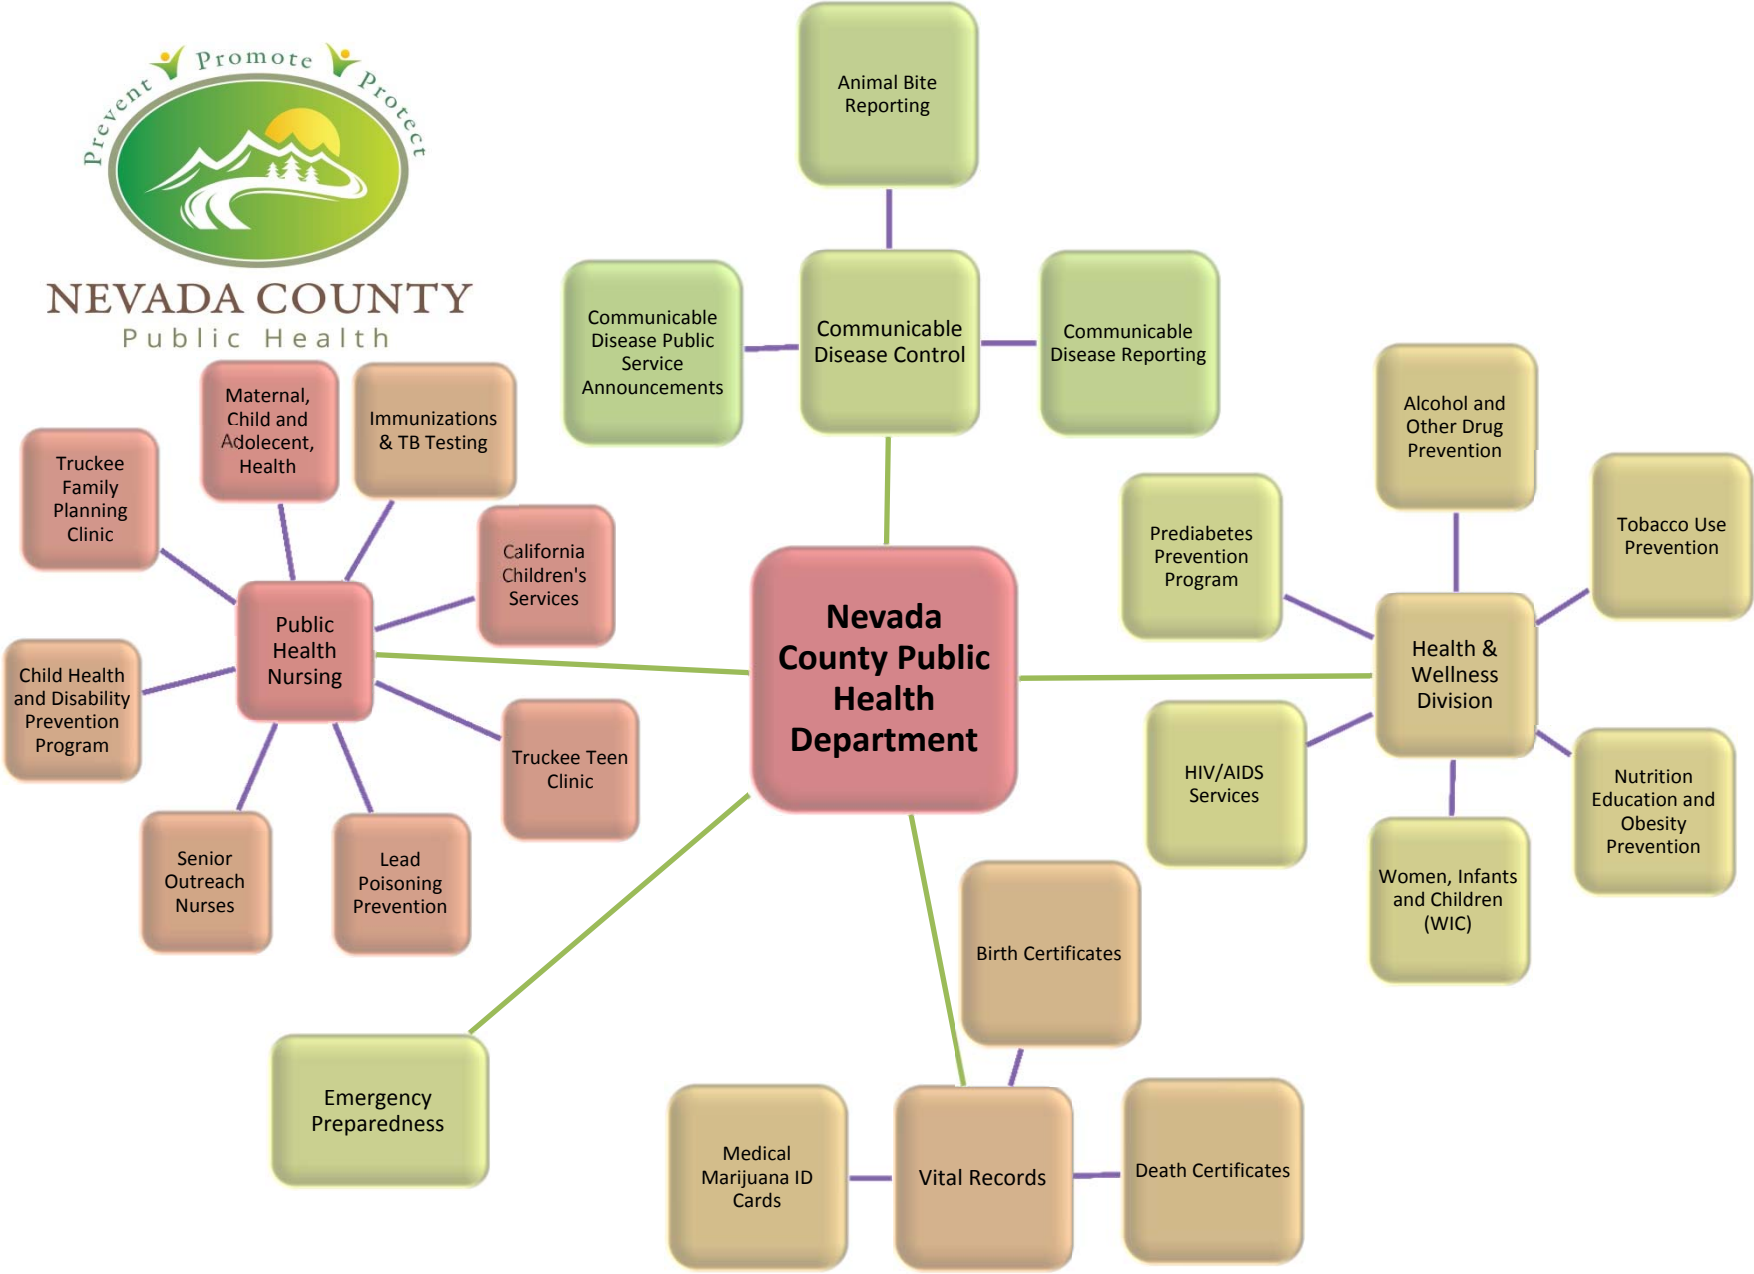 Prevent Promote Protect
NEVADA COUNTY
Public Health
Animal Bite
Reporting
Communicable
Disease Public
Service
Announcements
Communicable
Disease Control
Communicable
Disease Reporting
Maternal,
Child and
Adolecent,
Health
Immunizations
& TB Testing
Truckee
Family
Planning
Clinic
California
Children's
Services
Public
Health
Nursing
Child Health
and Disability
Prevention
Program
Truckee Teen
Clinic
Senior
Outreach
Nurses
Lead
Poisoning
Prevention
Nevada
County Public
Health
Department
Alcohol and
Other Drug
Prevention
Tobacco Use
Prevention
Prediabetes
Prevention
Program
Health &
Wellness
Division
HIV/AIDS
Services
Nutrition
Education and
Obesity
Prevention
Women, Infants
and Children
(WIC)
Emergency
Preparedness
Birth Certificates
Medical
Marijuana ID
Cards
Vital Records
Death Certificates